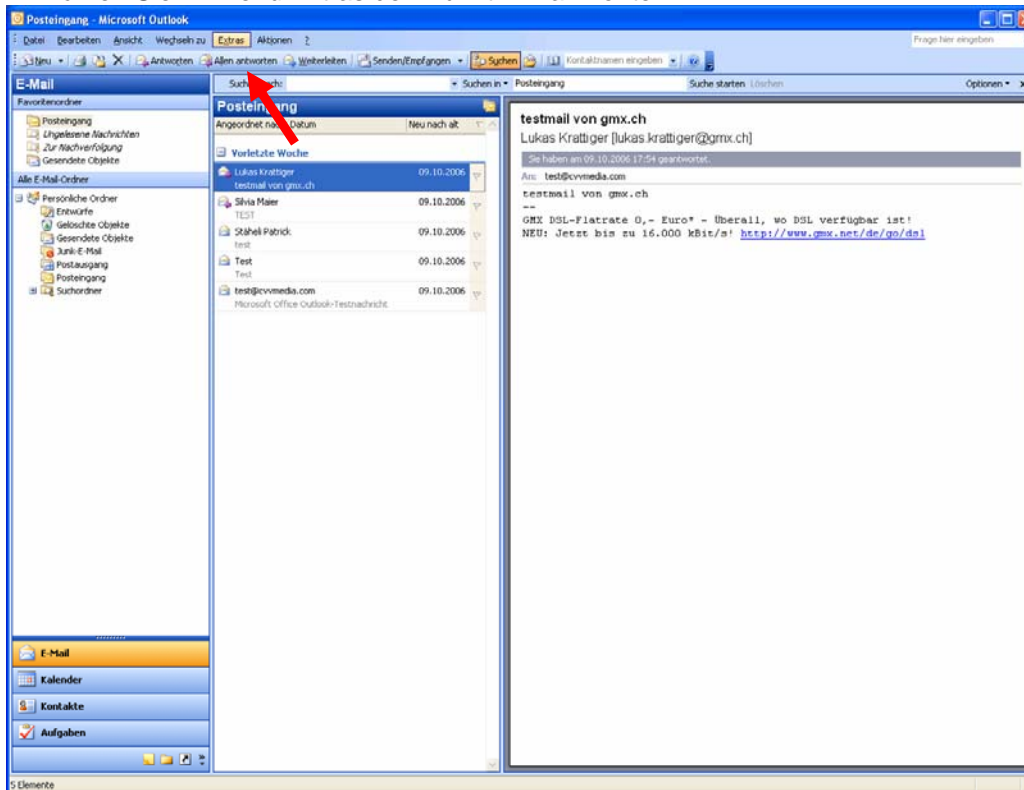 Posteingang - Microsoft Outlook
Datei Bearbeiten Ansicht Wechseln zu Extras Aktionen ?
Frage hier eingeben
Neu Antworten Allen antworten Weiterleiten Senden/Empfangen Suchen Kontaktnamen eingeben
E-Mail
Suchen in Posteingang Suche starten Löschen Optionen
Favoritenordner
Posteingang
Ungelesene Nachrichten
Zur Nachverfolgung
Gesendete Objekte
Alle E-Mail-Ordner
Persönliche Ordner
Entwürfe
Gelöschte Objekte
Gesendete Objekte
Junk-E-Mail
Postausgang
Posteingang
Suchordner
E-Mail
Kalender
Kontakte
Aufgaben
Posteingang
Angeordnet nach: Datum Neu nach alt
Vorletzte Woche
Lukas Krattiger 09.10.2006
testmail von gmx.ch
Silvia Maier 09.10.2006
TEST
Stäheli Patrick 09.10.2006
test
Test 09.10.2006
Test
test@cvvmedia.com 09.10.2006
Microsoft Office Outlook-Testnachricht
testmail von gmx.ch
Lukas Krattiger [lukas.krattiger@gmx.ch]
Sie haben am 09.10.2006 17:54 geantwortet.
An: test@cvvmedia.com
testmail von gmx.ch
--
GMX DSL-Flatrate 0,- Euro* - Überall, wo DSL verfügbar ist!
NEU: Jetzt bis zu 16.000 kBit/s! http://www.gmx.net/de/go/dsl
5 Elemente